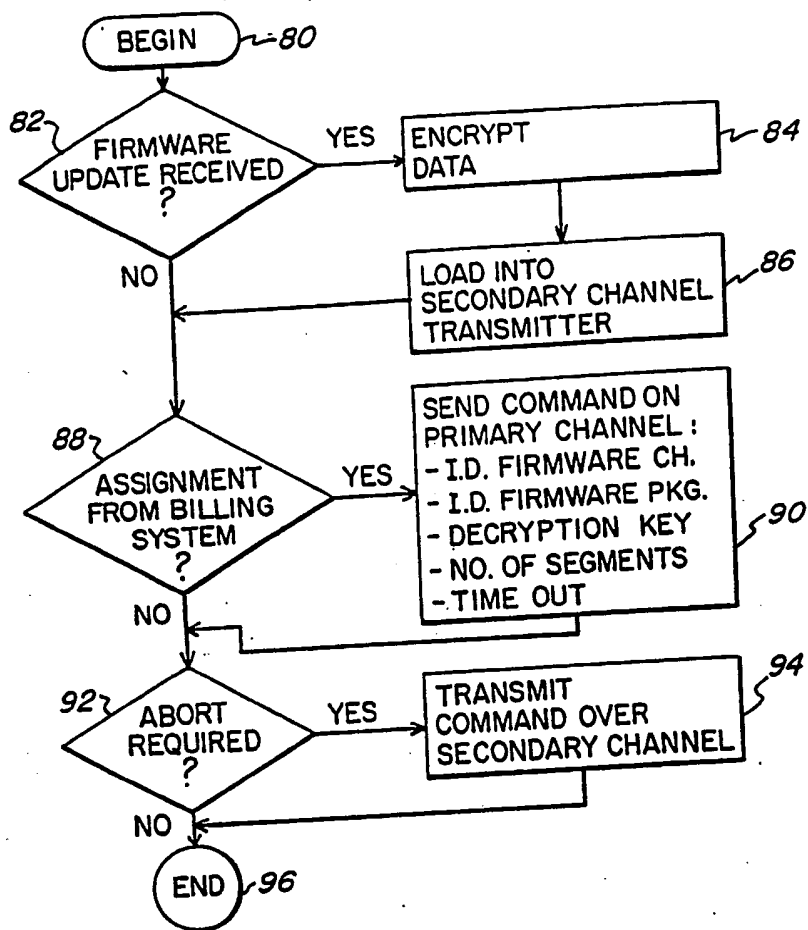 BEGIN
80
82
FIRMWARE
UPDATE RECEIVED
?
YES
ENCRYPT
DATA
84
NO
LOAD INTO
SECONDARY CHANNEL
TRANSMITTER
86
88
ASSIGNMENT
FROM BILLING
SYSTEM
?
YES
SEND COMMAND ON
PRIMARY CHANNEL :
- I.D. FIRMWARE CH.
- I.D. FIRMWARE PKG.
- DECRYPTION KEY
- NO. OF SEGMENTS
- TIME OUT
90
NO
92
ABORT
REQUIRED
?
YES
TRANSMIT
COMMAND OVER
SECONDARY CHANNEL
94
NO
END
96